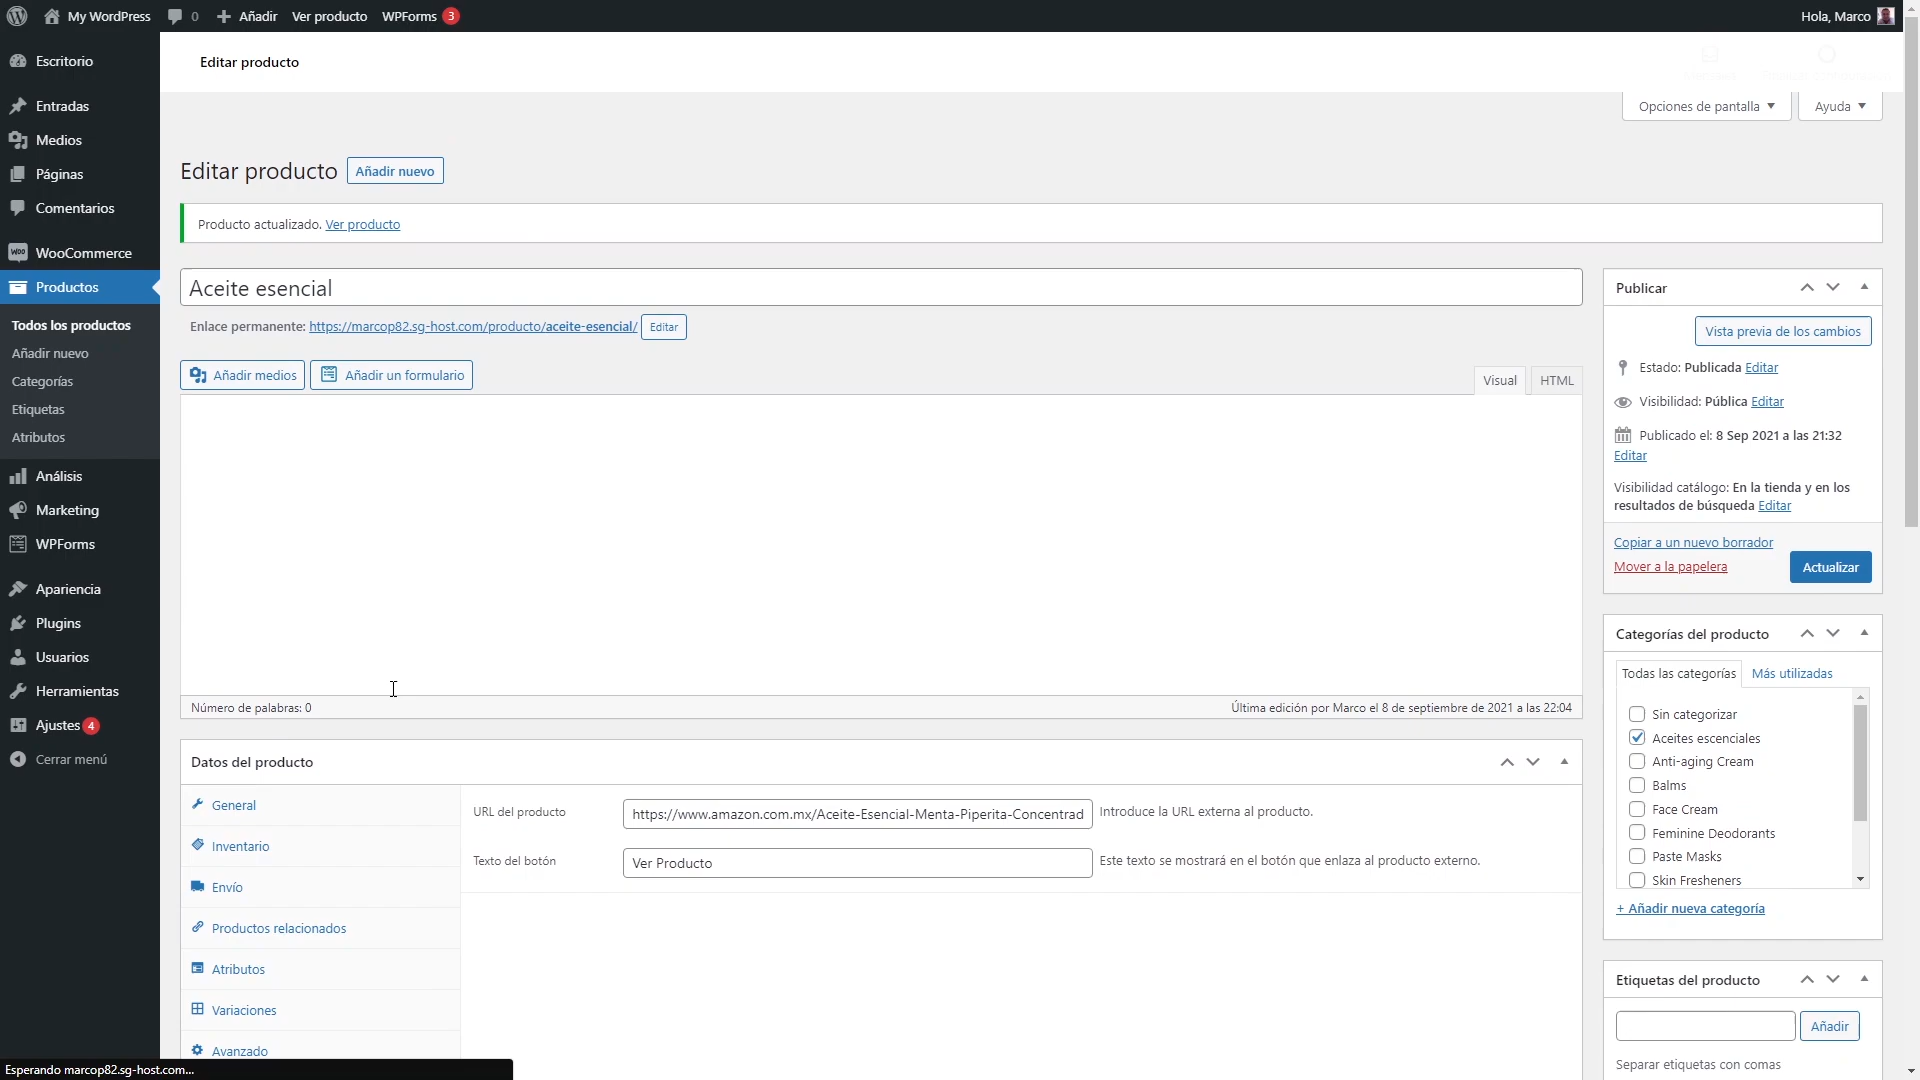 My WordPress
0
Añadir
Ver producto
WPForms 3
Hola, Marco
Escritorio
Entradas
Medios
Páginas
Comentarios
WooCommerce
Productos
Todos los productos
Añadir nuevo
Categorías
Etiquetas
Atributos
Análisis
Marketing
WPForms
Apariencia
Plugins
Usuarios
Herramientas
Ajustes 4
Cerrar menú
Editar producto
Opciones de pantalla
Ayuda
Editar producto
Añadir nuevo
Producto actualizado. Ver producto
Aceite esencial
Enlace permanente: https://marcop82.sg-host.com/producto/aceite-esencial/ Editar
Añadir medios
Añadir un formulario
Visual
HTML
Número de palabras: 0
Última edición por Marco el 8 de septiembre de 2021 a las 22:04
Datos del producto
General
Inventario
Envío
Productos relacionados
Atributos
Variaciones
Avanzado
URL del producto
https://www.amazon.com.mx/Aceite-Esencial-Menta-Piperita-Concentrad
Introduce la URL externa al producto.
Texto del botón
Ver Producto
Este texto se mostrará en el botón que enlaza al producto externo.
Publicar
Vista previa de los cambios
Estado: Publicada Editar
Visibilidad: Pública Editar
Publicado el: 8 Sep 2021 a las 21:32
Editar
Visibilidad catálogo: En la tienda y en los
resultados de búsqueda Editar
Copiar a un nuevo borrador
Mover a la papelera
Actualizar
Categorías del producto
Todas las categorías
Más utilizadas
Sin categorizar
Aceites escenciales
Anti-aging Cream
Balms
Face Cream
Feminine Deodorants
Paste Masks
Skin Fresheners
+ Añadir nueva categoría
Etiquetas del producto
Añadir
Separar etiquetas con comas
Esperando marcop82.sg-host.com...